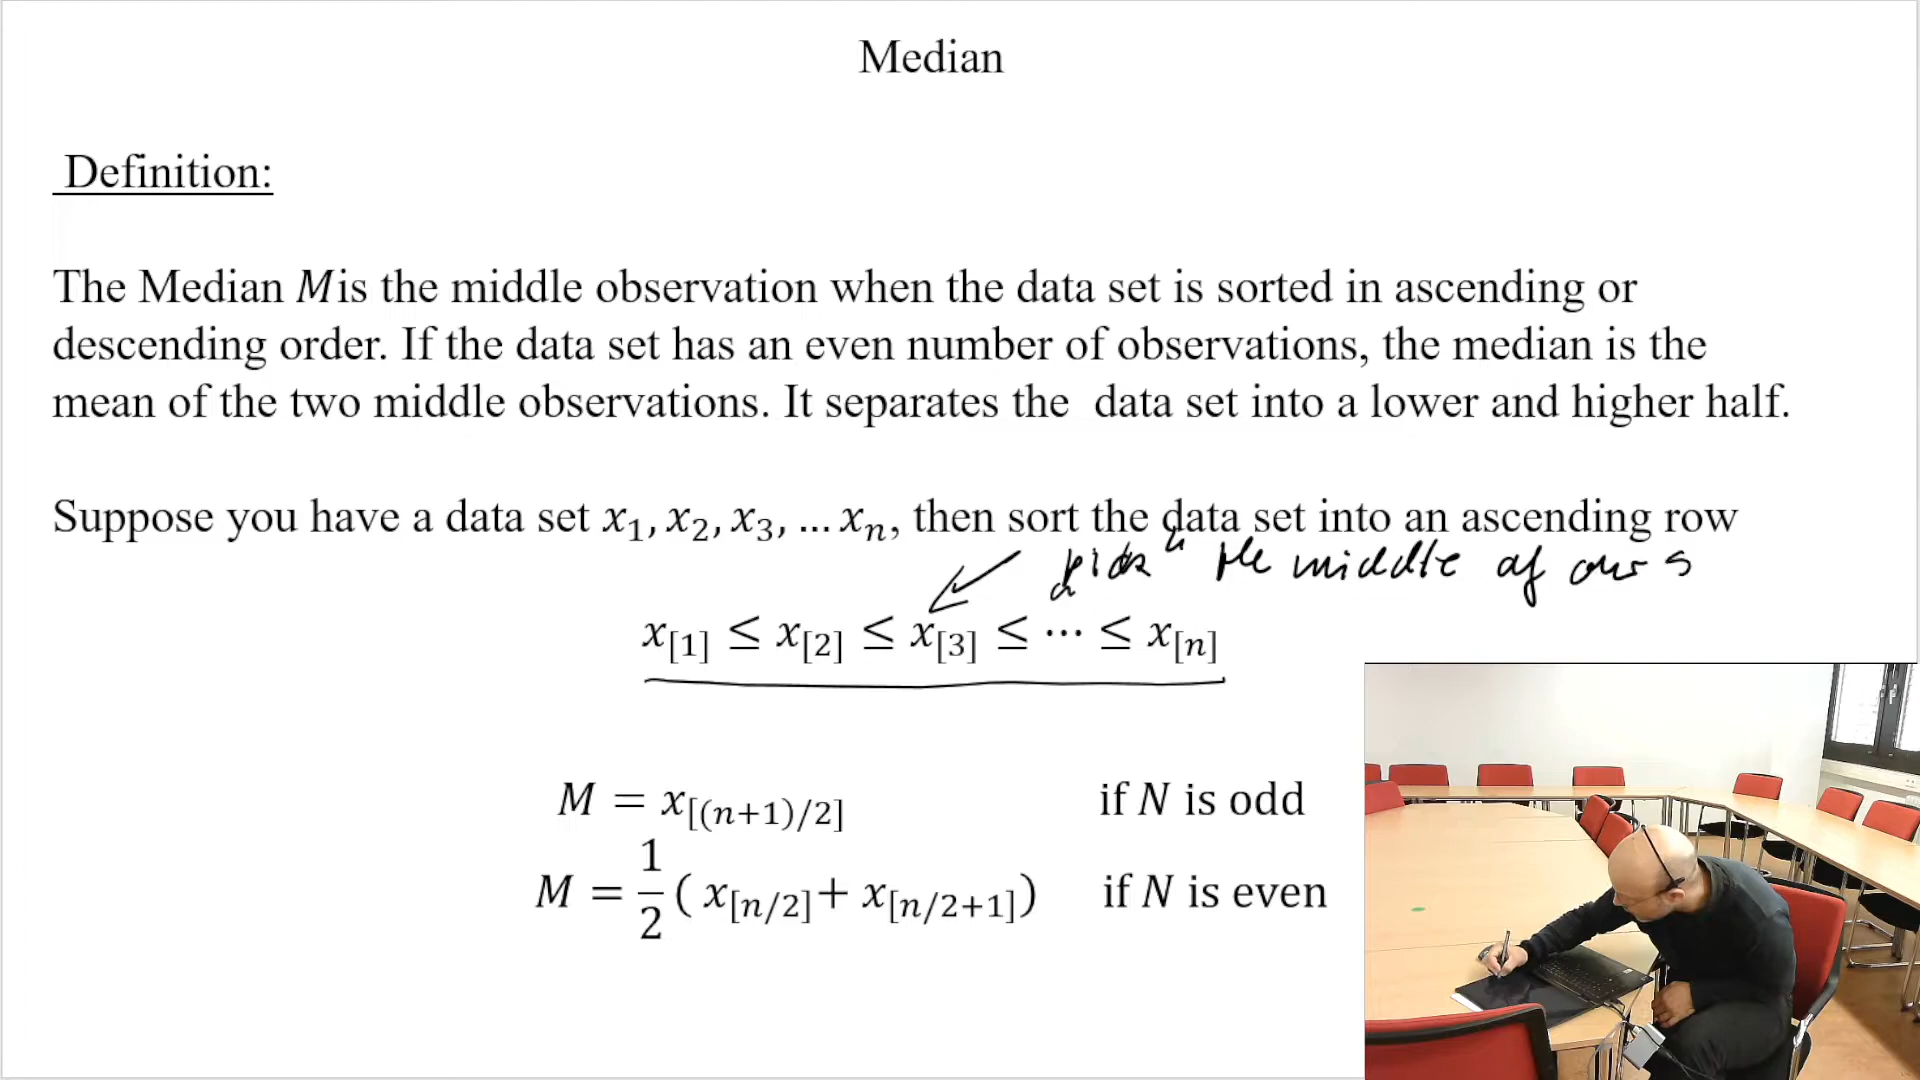 Median
Definition:
The Median M is the middle observation when the data set is sorted in ascending or
descending order. If the data set has an even number of observations, the median is the
mean of the two middle observations. It separates the data set into a lower and higher half.
Suppose you have a data set x₁, x₂, x₃, … xₙ, then sort the data set into an ascending row
the middle of our s
x[1] ≤ x[2] ≤ x[3] ≤ ⋯ ≤ x[n]
M = x[(n+1)/2] if N is odd
M = 1/2 ( x[n/2] + x[n/2+1]) if N is even